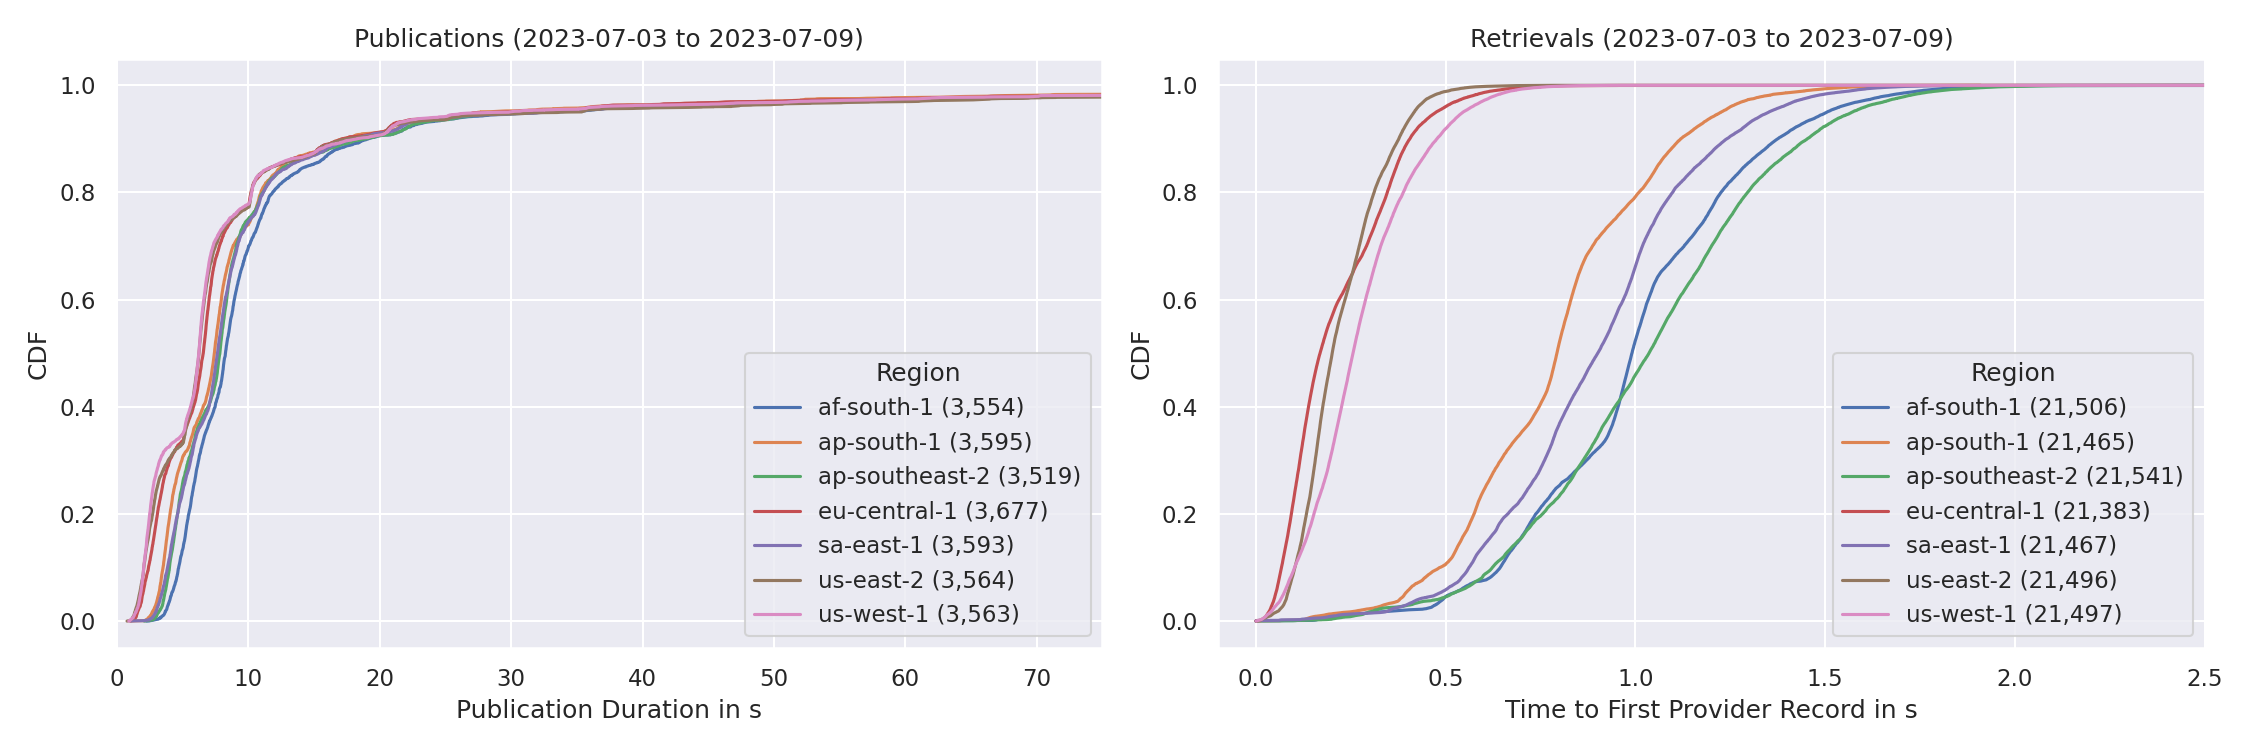 Publications (2023-07-03 to 2023-07-09)
CDF
1.0
0.8
0.6
0.4
0.2
0.0
0 10 20 30 40 50 60 70
Publication Duration in s
Region
af-south-1 (3,554)
ap-south-1 (3,595)
ap-southeast-2 (3,519)
eu-central-1 (3,677)
sa-east-1 (3,593)
us-east-2 (3,564)
us-west-1 (3,563)
Retrievals (2023-07-03 to 2023-07-09)
CDF
1.0
0.8
0.6
0.4
0.2
0.0
0.0 0.5 1.0 1.5 2.0 2.5
Time to First Provider Record in s
Region
af-south-1 (21,506)
ap-south-1 (21,465)
ap-southeast-2 (21,541)
eu-central-1 (21,383)
sa-east-1 (21,467)
us-east-2 (21,496)
us-west-1 (21,497)